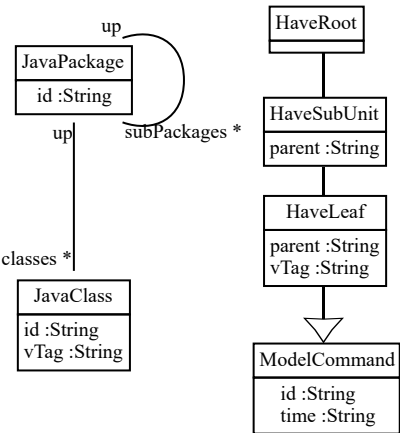 up
JavaPackage
id :String
up
subPackages *
classes *
JavaClass
id :String
vTag :String
HaveRoot
HaveSubUnit
parent :String
HaveLeaf
parent :String
vTag :String
ModelCommand
id :String
time :String